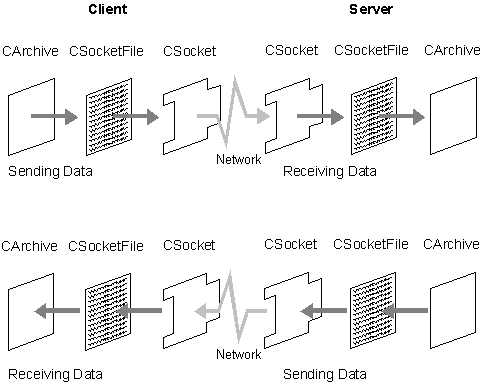 Client Server
CArchive CSocketFile CSocket CSocket CSocketFile CArchive
Network
Sending Data Receiving Data
CArchive CSocketFile CSocket CSocket CSocketFile CArchive
Network
Receiving Data Sending Data